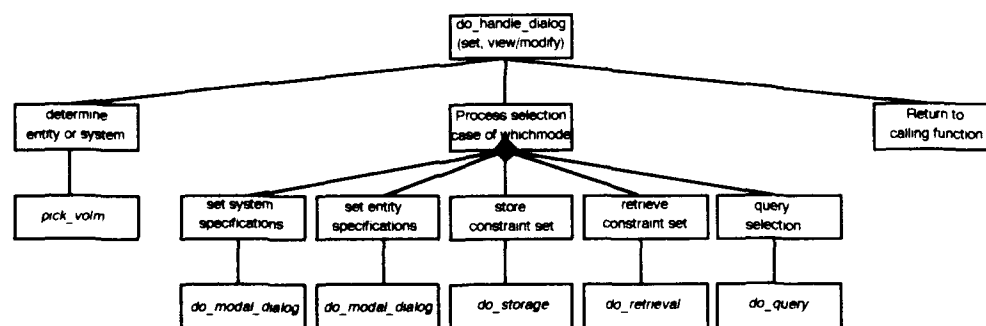 do_handle_dialog
(set, view/modify)
determine
entity or system
Process selection
case of whichmode
Return to
calling function
pick_volm
set system
specifications
set entity
specifications
store
constraint set
retrieve
constraint set
query
selection
do_modal_dialog
do_modal_dialog
do_storage
do_retrieval
do_query